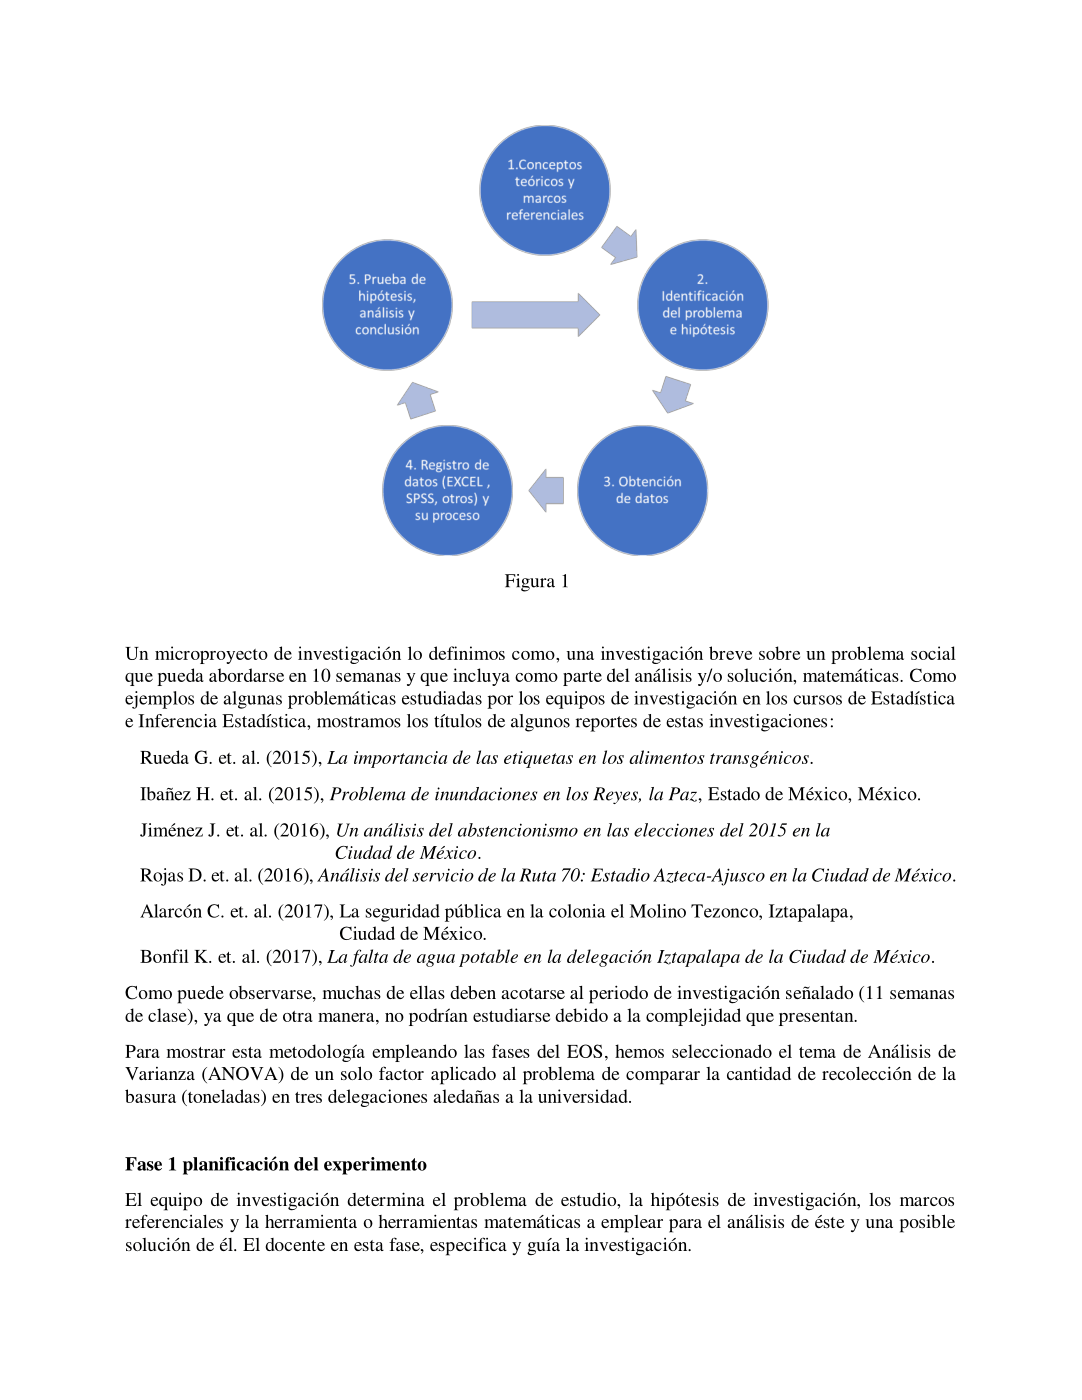 1.Conceptos
teóricos y
marcos
referenciales
2.
Identificación
del problema
e hipótesis
3. Obtención
de datos
4. Registro de
datos (EXCEL ,
SPSS, otros) y
su proceso
5. Prueba de
hipótesis,
análisis y
conclusión
Figura 1
Un microproyecto de investigación lo definimos como, una investigación breve sobre un problema social
que pueda abordarse en 10 semanas y que incluya como parte del análisis y/o solución, matemáticas. Como
ejemplos de algunas problemáticas estudiadas por los equipos de investigación en los cursos de Estadística
e Inferencia Estadística, mostramos los títulos de algunos reportes de estas investigaciones:
Rueda G. et. al. (2015), La importancia de las etiquetas en los alimentos transgénicos.
Ibañez H. et. al. (2015), Problema de inundaciones en los Reyes, la Paz, Estado de México, México.
Jiménez J. et. al. (2016), Un análisis del abstencionismo en las elecciones del 2015 en la
Ciudad de México.
Rojas D. et. al. (2016), Análisis del servicio de la Ruta 70: Estadio Azteca-Ajusco en la Ciudad de México.
Alarcón C. et. al. (2017), La seguridad pública en la colonia el Molino Tezonco, Iztapalapa,
Ciudad de México.
Bonfil K. et. al. (2017), La falta de agua potable en la delegación Iztapalapa de la Ciudad de México.
Como puede observarse, muchas de ellas deben acotarse al periodo de investigación señalado (11 semanas
de clase), ya que de otra manera, no podrían estudiarse debido a la complejidad que presentan.
Para mostrar esta metodología empleando las fases del EOS, hemos seleccionado el tema de Análisis de
Varianza (ANOVA) de un solo factor aplicado al problema de comparar la cantidad de recolección de la
basura (toneladas) en tres delegaciones aledañas a la universidad.
Fase 1 planificación del experimento
El equipo de investigación determina el problema de estudio, la hipótesis de investigación, los marcos
referenciales y la herramienta o herramientas matemáticas a emplear para el análisis de éste y una posible
solución de él. El docente en esta fase, especifica y guía la investigación.